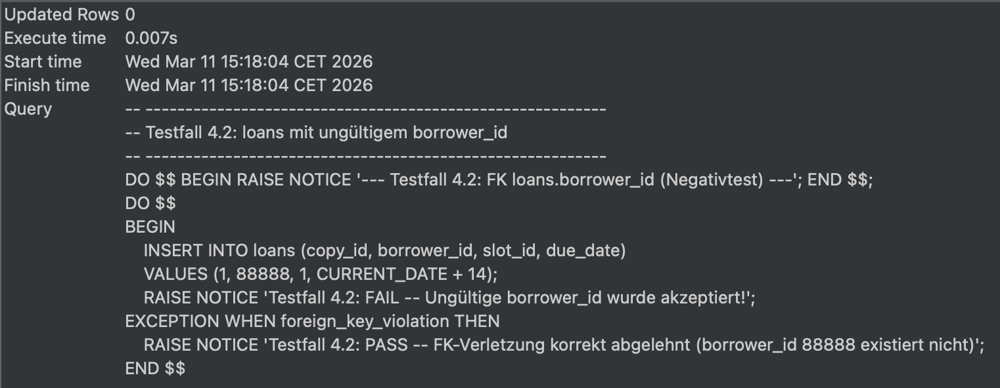 Updated Rows 0
Execute time 0.007s
Start time Wed Mar 11 15:18:04 CET 2026
Finish time Wed Mar 11 15:18:04 CET 2026
Query -- ----------------------------------------------------------
-- Testfall 4.2: loans mit ungültigem borrower_id
-- ----------------------------------------------------------
DO $$ BEGIN RAISE NOTICE '--- Testfall 4.2: FK loans.borrower_id (Negativtest) ---'; END $$;
DO $$
BEGIN
    INSERT INTO loans (copy_id, borrower_id, slot_id, due_date)
    VALUES (1, 88888, 1, CURRENT_DATE + 14);
    RAISE NOTICE 'Testfall 4.2: FAIL -- Ungültige borrower_id wurde akzeptiert!';
EXCEPTION WHEN foreign_key_violation THEN
    RAISE NOTICE 'Testfall 4.2: PASS -- FK-Verletzung korrekt abgelehnt (borrower_id 88888 existiert nicht)';
END $$